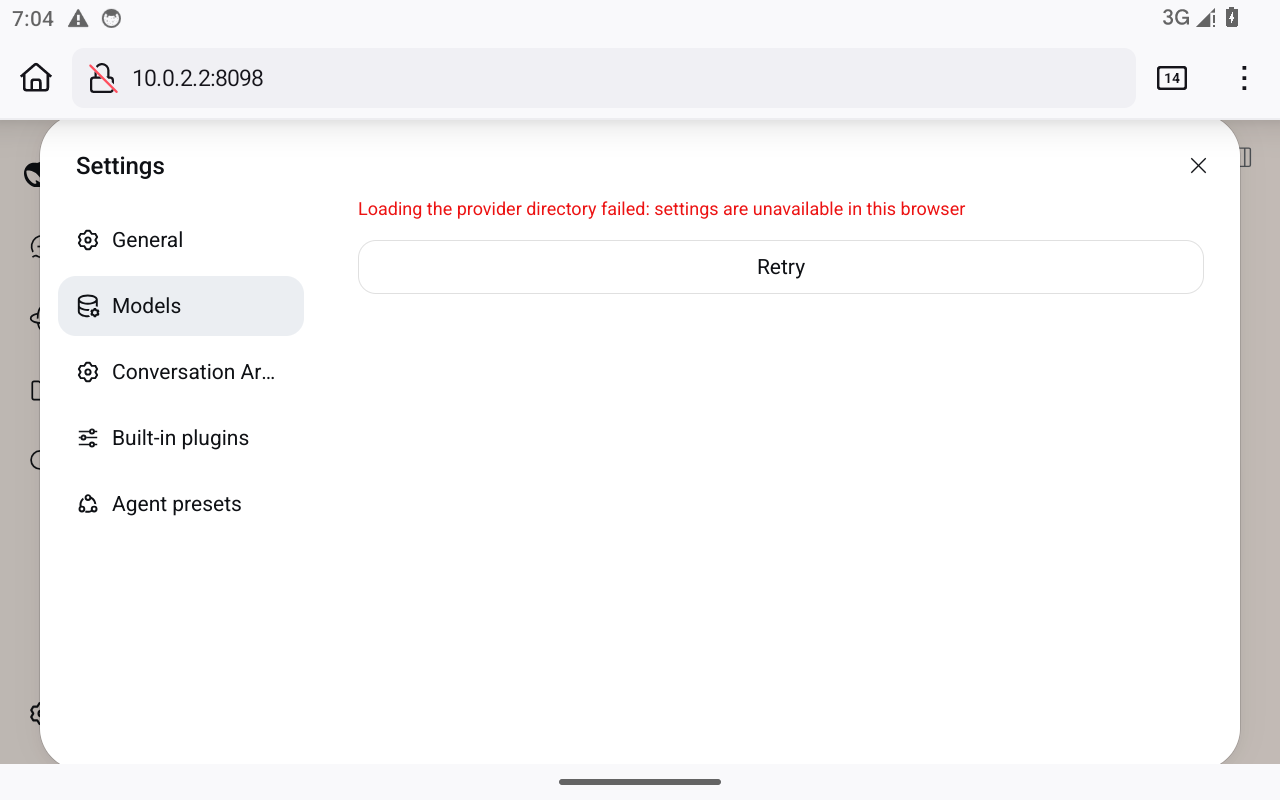 7:04
3G
10.0.2.2:8098
14
Settings
Loading the provider directory failed: settings are unavailable in this browser
Retry
General
Models
Conversation Ar...
Built-in plugins
Agent presets